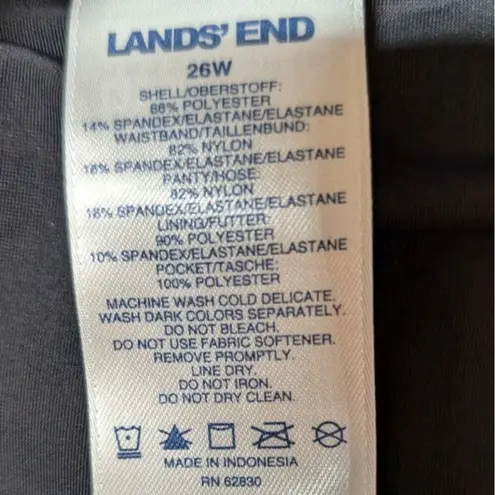 LANDS' END
26W
SHELL/OBERSTOFF:
86% POLYESTER
14% SPANDEX/ELASTANE/ELASTANE
WAISTBAND/TAILLENBUND:
82% NYLON
18% SPANDEX/ELASTANE/ELASTANE
PANTY/HOSE:
82% NYLON
18% SPANDEX/ELASTANE/ELASTANE
LINING/FUTTER:
90% POLYESTER
10% SPANDEX/ELASTANE/ELASTANE
POCKET/TASCHE:
100% POLYESTER
MACHINE WASH COLD DELICATE.
WASH DARK COLORS SEPARATELY.
DO NOT BLEACH.
DO NOT USE FABRIC SOFTENER.
REMOVE PROMPTLY.
LINE DRY.
DO NOT IRON.
DO NOT DRY CLEAN.
MADE IN INDONESIA
RN 62830